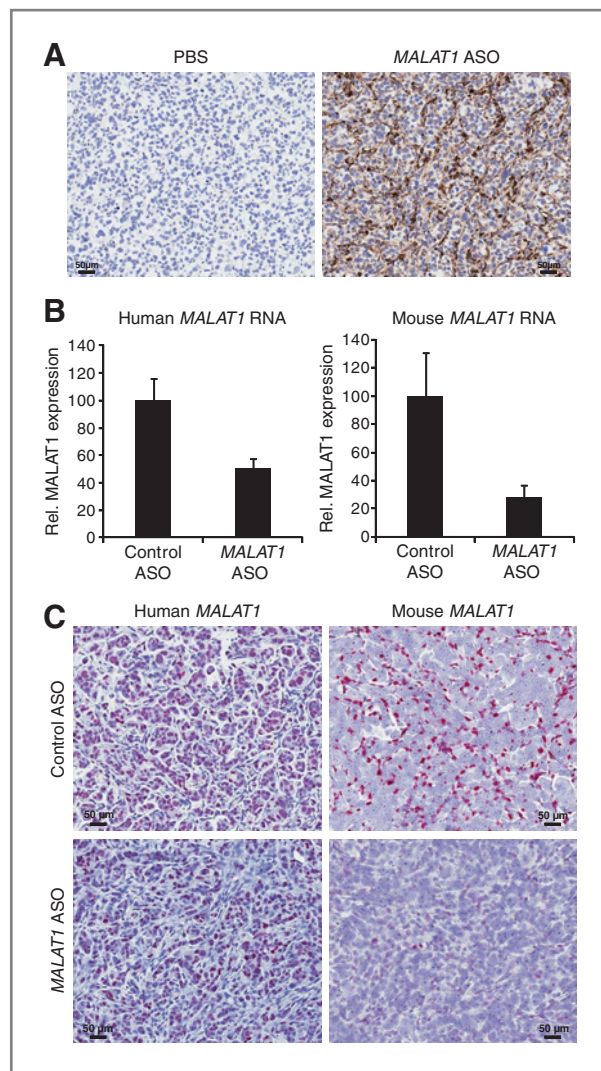 A
PBS
MALAT1 ASO
50µm
50µm
B
Human MALAT1 RNA
Mouse MALAT1 RNA
Rel. MALAT1 expression
140
120
100
80
60
40
20
0
Control
ASO
MALAT1
ASO
Rel. MALAT1 expression
140
120
100
80
60
40
20
0
Control
ASO
MALAT1
ASO
C
Human MALAT1
Mouse MALAT1
Control ASO
50 µm
50 µm
MALAT1 ASO
50 µm
50 µm